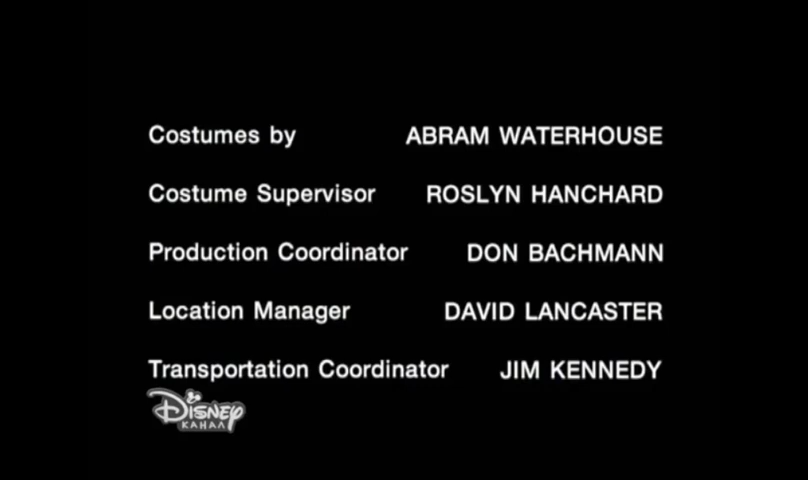 Costumes by ABRAM WATERHOUSE
Costume Supervisor ROSLYN HANCHARD
Production Coordinator DON BACHMANN
Location Manager DAVID LANCASTER
Transportation Coordinator JIM KENNEDY
DISNEY
КАНАЛ